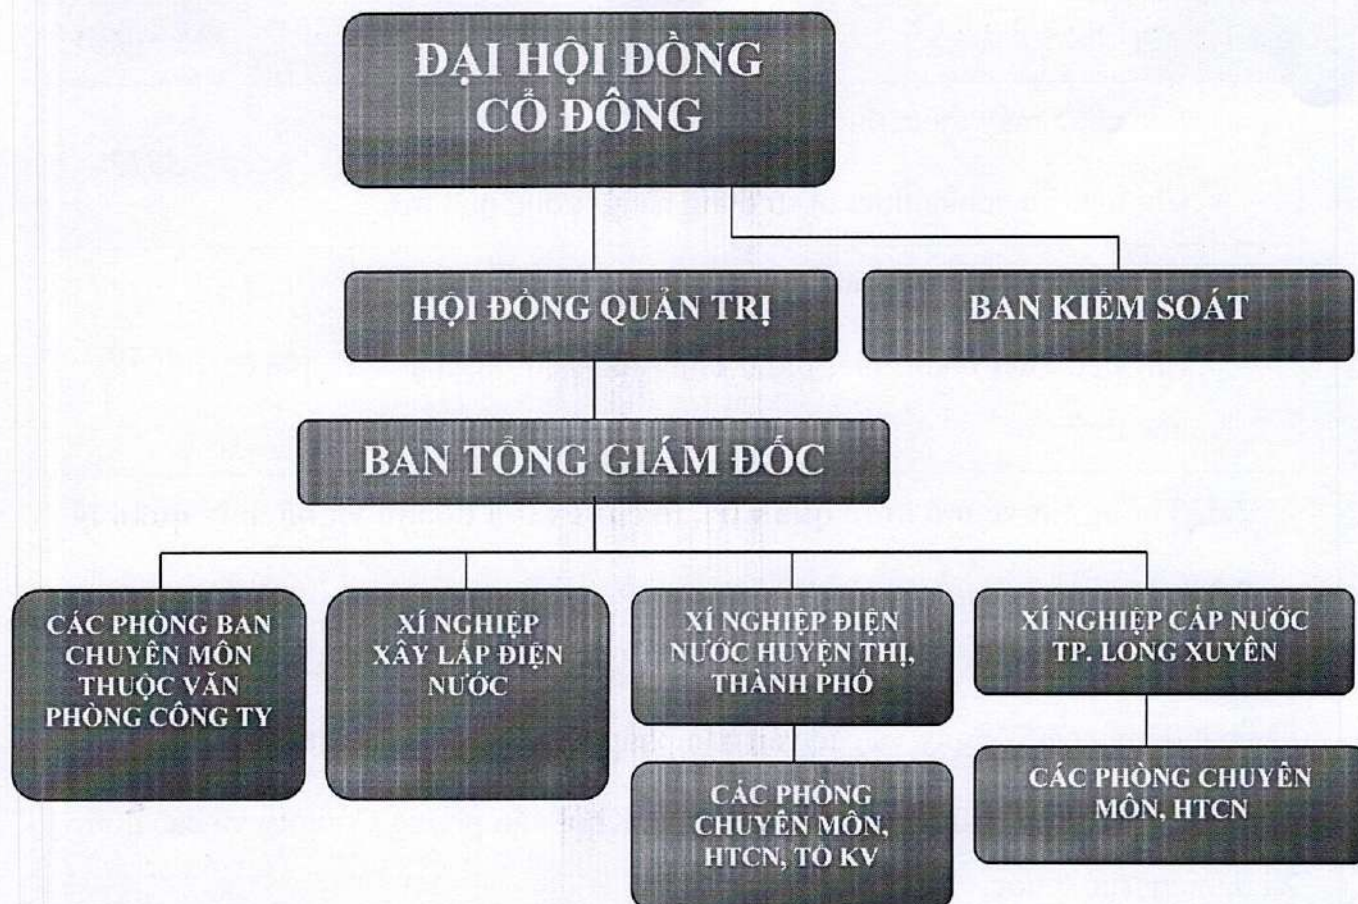 ĐẠI HỘI ĐỒNG
CỔ ĐÔNG
HỘI ĐỒNG QUẢN TRỊ
BAN KIỂM SOÁT
BAN TỔNG GIÁM ĐỐC
CÁC PHÒNG BAN
CHUYÊN MÔN
THUỘC VĂN
PHÒNG CÔNG TY
XÍ NGHIỆP
XÂY LẮP ĐIỆN
NƯỚC
XÍ NGHIỆP ĐIỆN
NƯỚC HUYỆN THỊ,
THÀNH PHỐ
XÍ NGHIỆP CẤP NƯỚC
TP. LONG XUYÊN
CÁC PHÒNG
CHUYÊN MÔN,
HTCN, TỔ KV
CÁC PHÒNG CHUYÊN
MÔN, HTCN